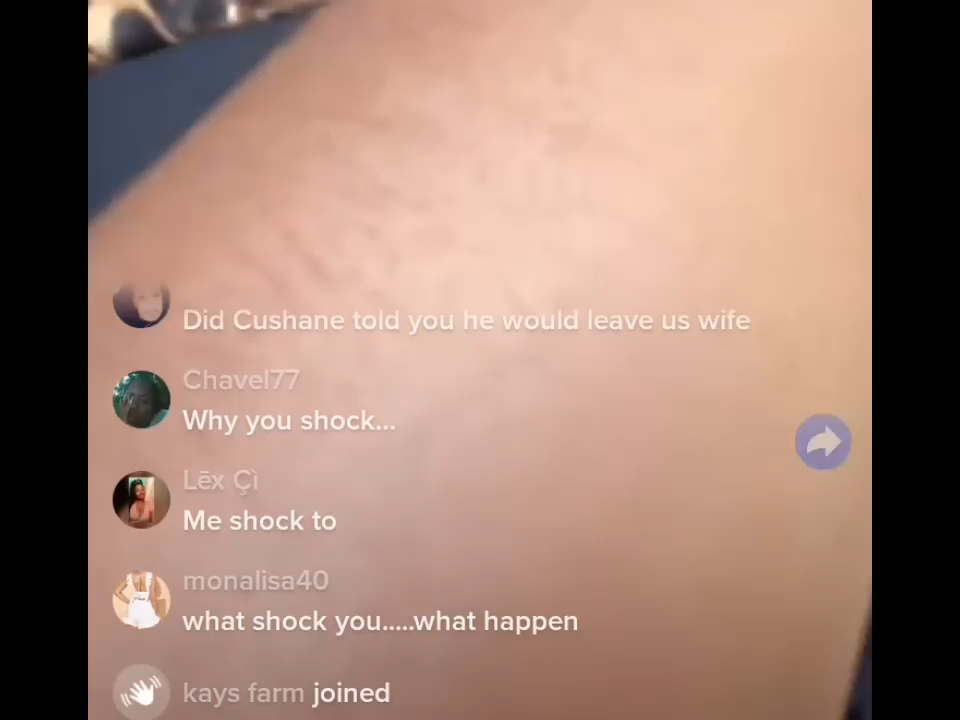 Did Cushane told you he would leave us wife
Chavel77
Why you shock...
Lēx Çì
Me shock to
monalisa40
what shock you.....what happen
kays farm joined